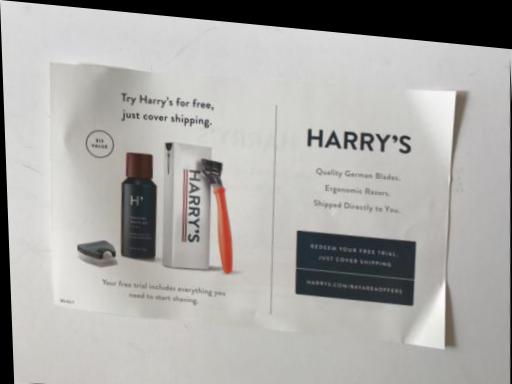 Try Harry's for free,
just cover shipping.
$13
VALUE
H'
HARRY'S
Your free trial includes everything you
need to start shaving.
HARRY'S
Quality German Blades.
Ergonomic Razors.
Shipped Directly to You.
REDEEM YOUR FREE TRIAL,
JUST COVER SHIPPING
HARRYS.COM/BAYAREAOFFERS